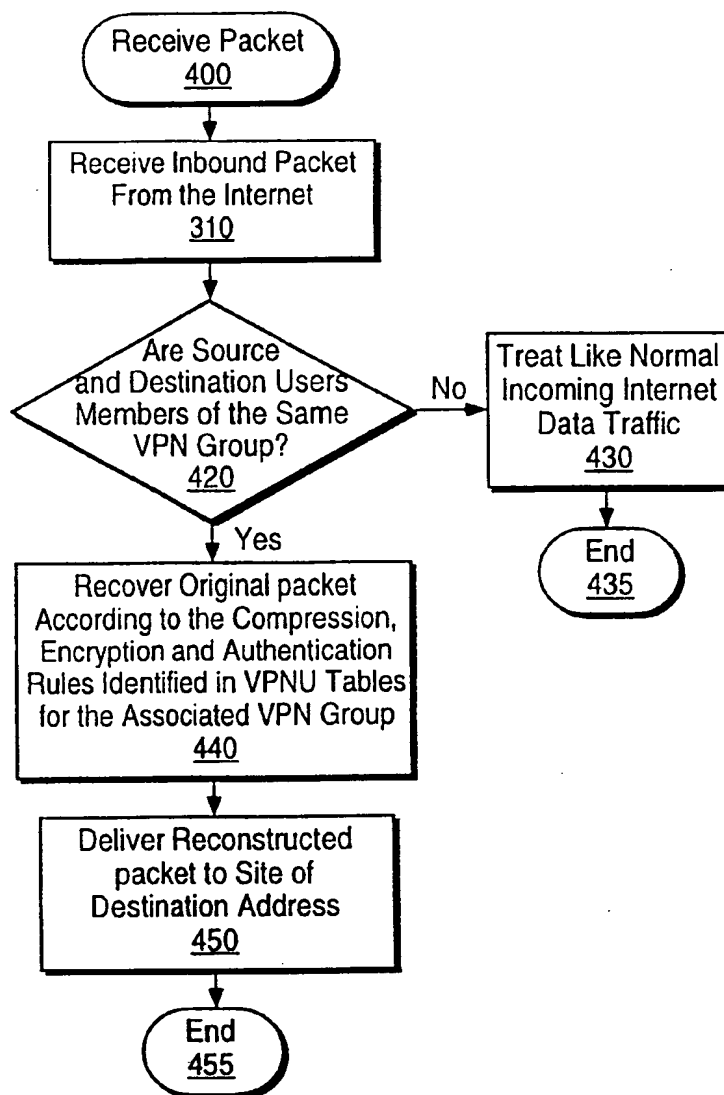 Receive Packet
400
Receive Inbound Packet
From the Internet
310
Are Source
and Destination Users
Members of the Same
VPN Group?
420
No
Treat Like Normal
Incoming Internet
Data Traffic
430
End
435
Yes
Recover Original packet
According to the Compression,
Encryption and Authentication
Rules Identified in VPNU Tables
for the Associated VPN Group
440
Deliver Reconstructed
packet to Site of
Destination Address
450
End
455